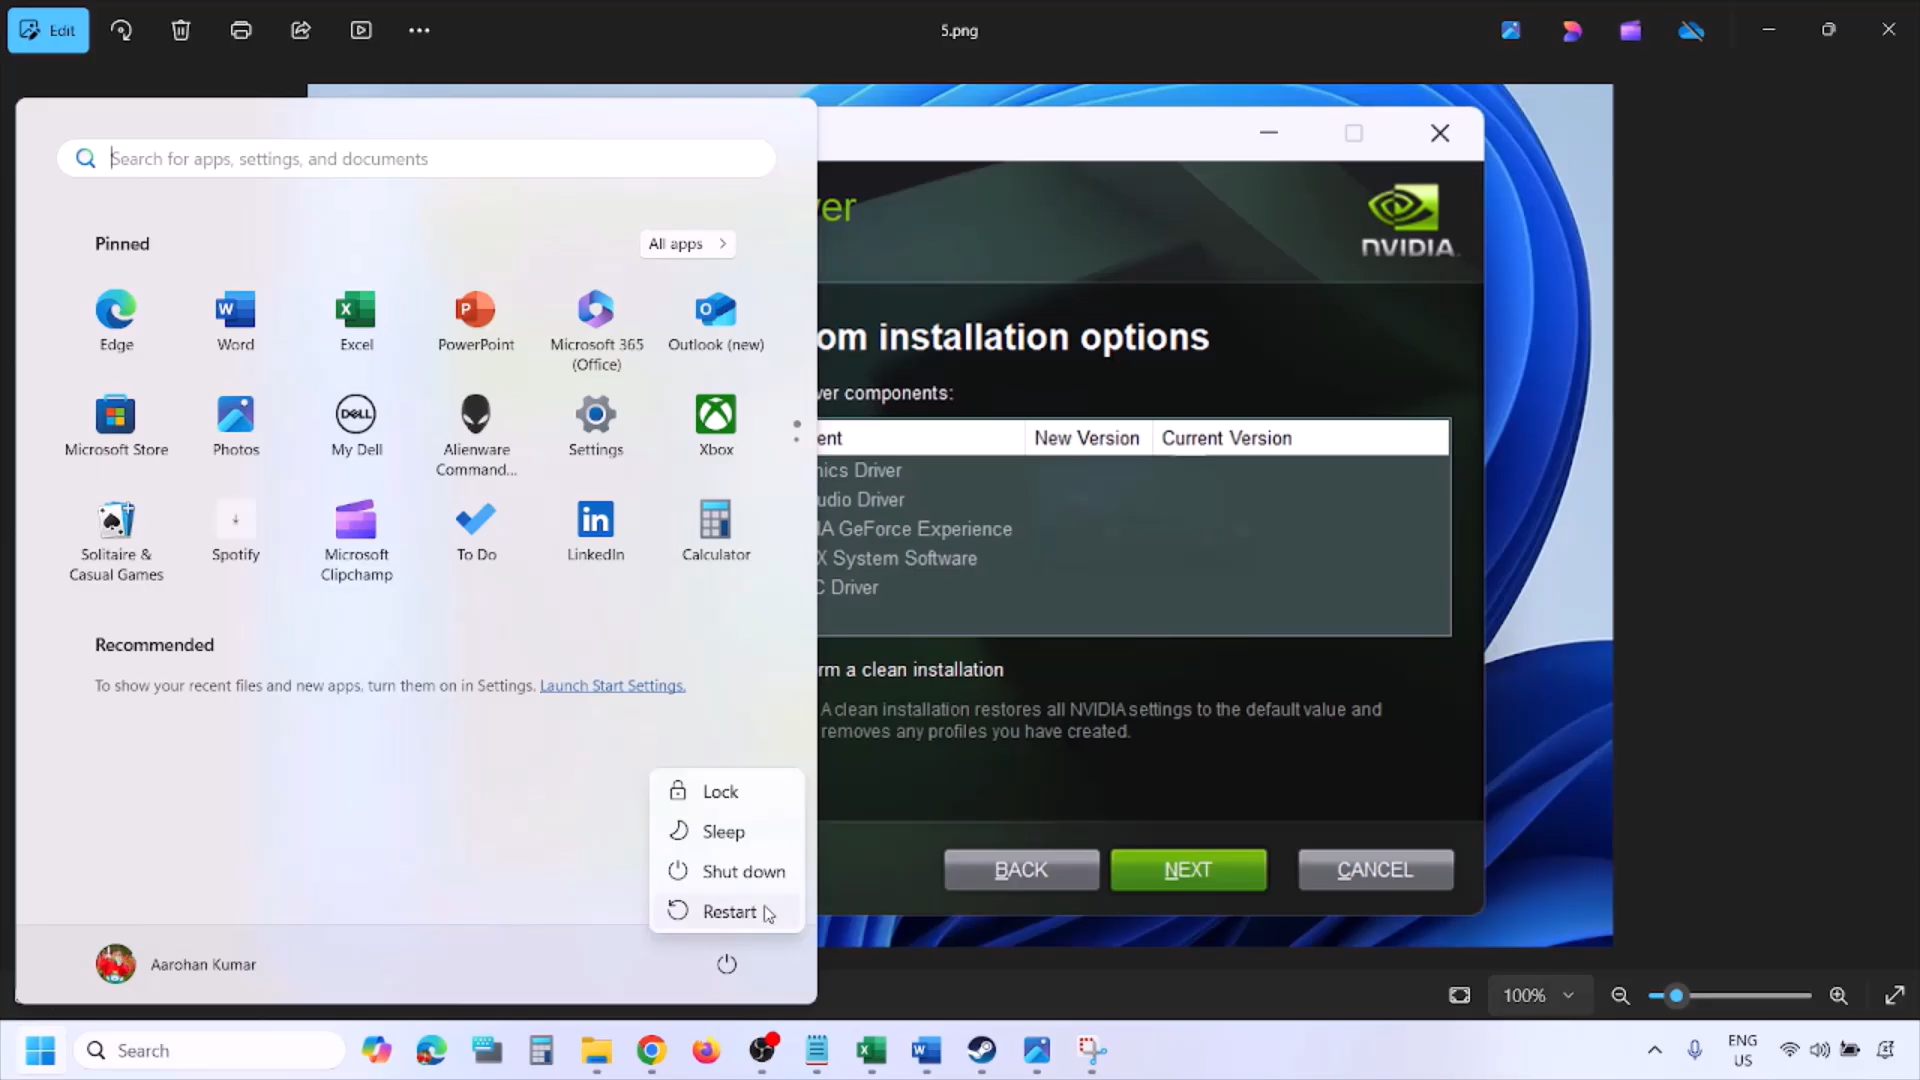 Edit
5.png
Search for apps, settings, and documents
Pinned
All apps
Edge
Word
Excel
PowerPoint
Microsoft 365
(Office)
Outlook (new)
Microsoft Store
Photos
DELL
My Dell
Alienware
Command...
Settings
Xbox
Solitaire &
Casual Games
Spotify
Microsoft
Clipchamp
To Do
LinkedIn
Calculator
Recommended
To show your recent files and new apps, turn them on in Settings. Launch Start Settings.
Lock
Sleep
Shut down
Restart
Aarohan Kumar
ver
NVIDIA
om installation options
ver components:
ent New Version Current Version
nics Driver
udio Driver
IA GeForce Experience
X System Software
C Driver
rm a clean installation
A clean installation restores all NVIDIA settings to the default value and
removes any profiles you have created.
BACK
NEXT
CANCEL
100%
Search
ENG
US